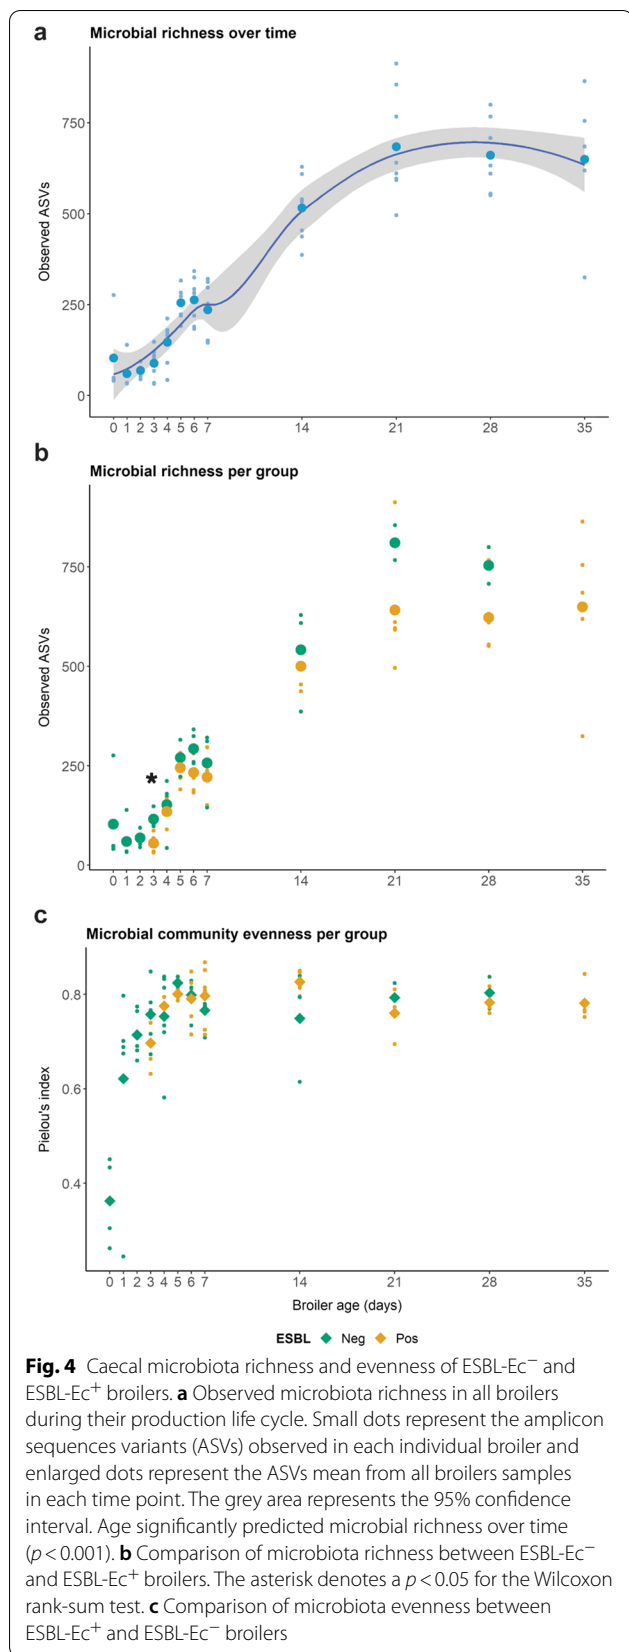 a
Microbial richness over time
750
500
250
0
Observed ASVs
0 1 2 3 4 5 6 7 14 21 28 35
b
Microbial richness per group
750
500
250
0
Observed ASVs
*
0 1 2 3 4 5 6 7 14 21 28 35
c
Microbial community evenness per group
0.8
0.6
0.4
Pielou's index
0 1 2 3 4 5 6 7 14 21 28 35
Broiler age (days)
ESBL Neg Pos
Fig. 4 Caecal microbiota richness and evenness of ESBL-Ec⁻ and
ESBL-Ec⁺ broilers. a Observed microbiota richness in all broilers
during their production life cycle. Small dots represent the amplicon
sequences variants (ASVs) observed in each individual broiler and
enlarged dots represent the ASVs mean from all broilers samples
in each time point. The grey area represents the 95% confidence
interval. Age significantly predicted microbial richness over time
(p < 0.001). b Comparison of microbiota richness between ESBL-Ec⁻
and ESBL-Ec⁺ broilers. The asterisk denotes a p < 0.05 for the Wilcoxon
rank-sum test. c Comparison of microbiota evenness between
ESBL-Ec⁺ and ESBL-Ec⁻ broilers